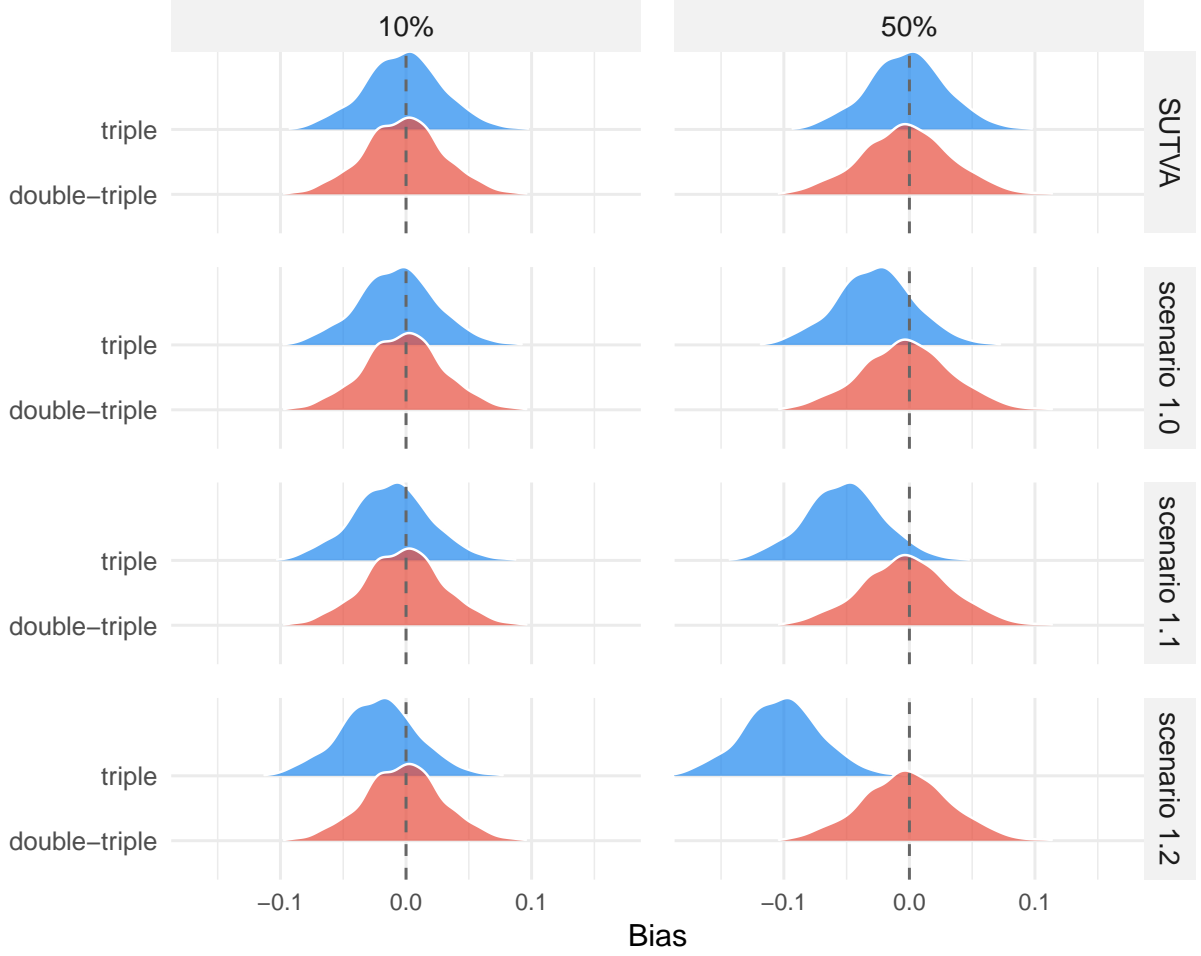 10%
50%
triple
double−triple
SUTVA
triple
double−triple
scenario 1.0
triple
double−triple
scenario 1.1
triple
double−triple
scenario 1.2
−0.1
0.0
0.1
−0.1
0.0
0.1
Bias